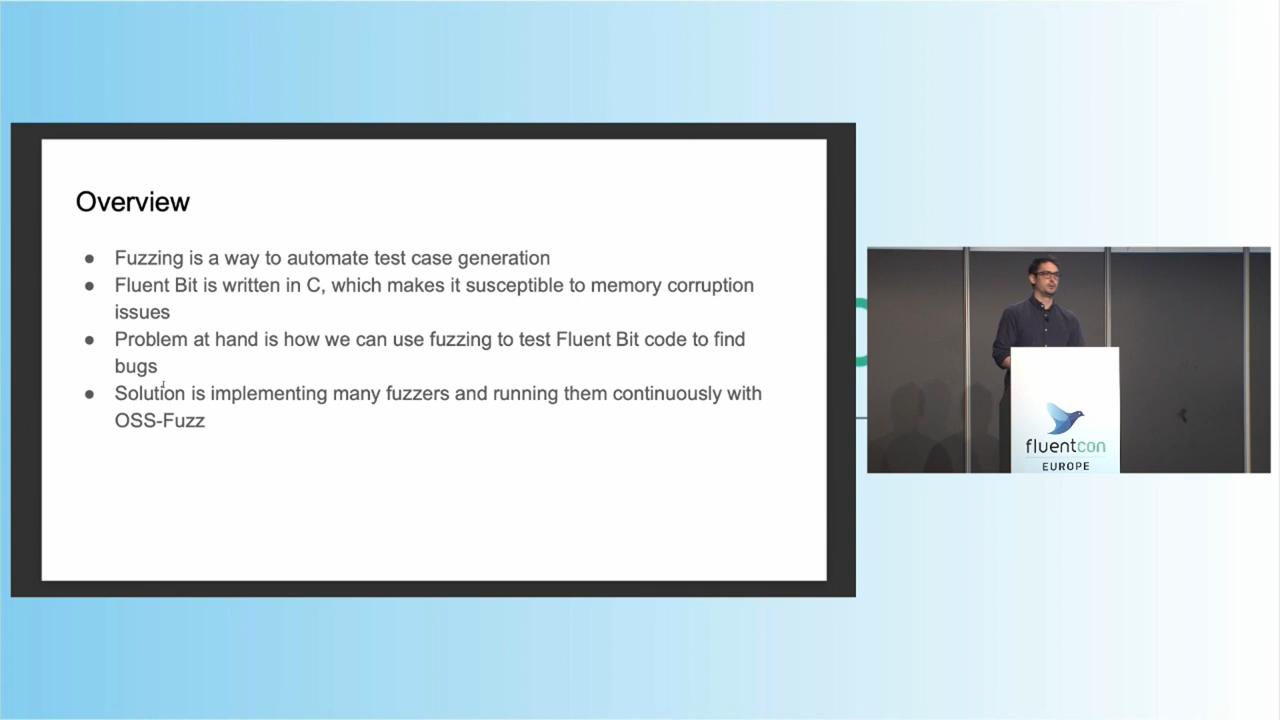 Overview
● Fuzzing is a way to automate test case generation
● Fluent Bit is written in C, which makes it susceptible to memory corruption
issues
● Problem at hand is how we can use fuzzing to test Fluent Bit code to find
bugs
● Solution is implementing many fuzzers and running them continuously with
OSS-Fuzz
fluentcon
EUROPE